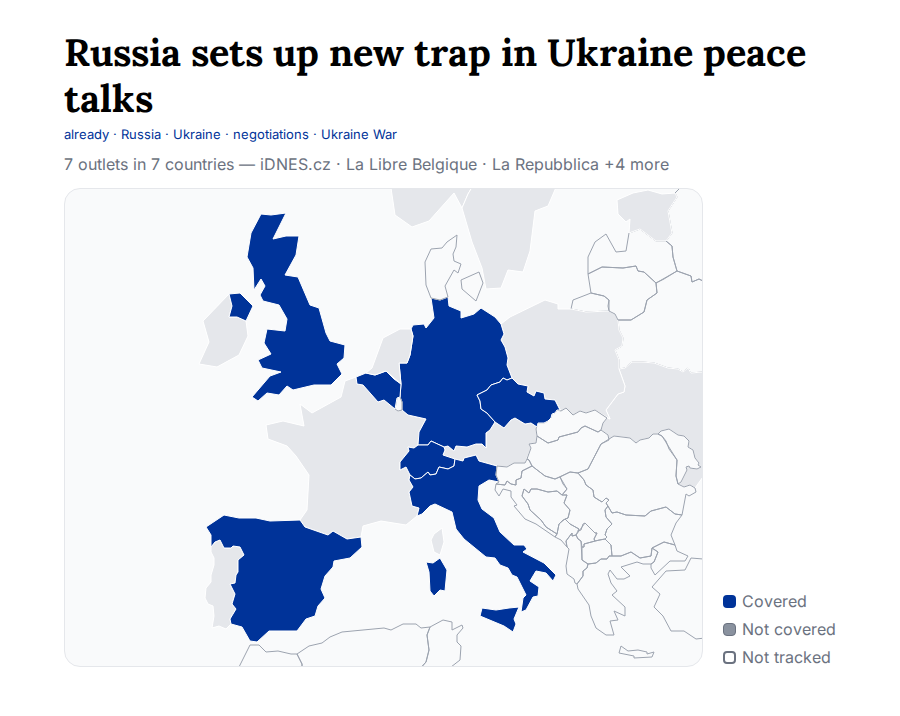 Russia sets up new trap in Ukraine peace
talks
already · Russia · Ukraine · negotiations · Ukraine War
7 outlets in 7 countries — iDNES.cz · La Libre Belgique · La Repubblica +4 more
Covered
Not covered
Not tracked